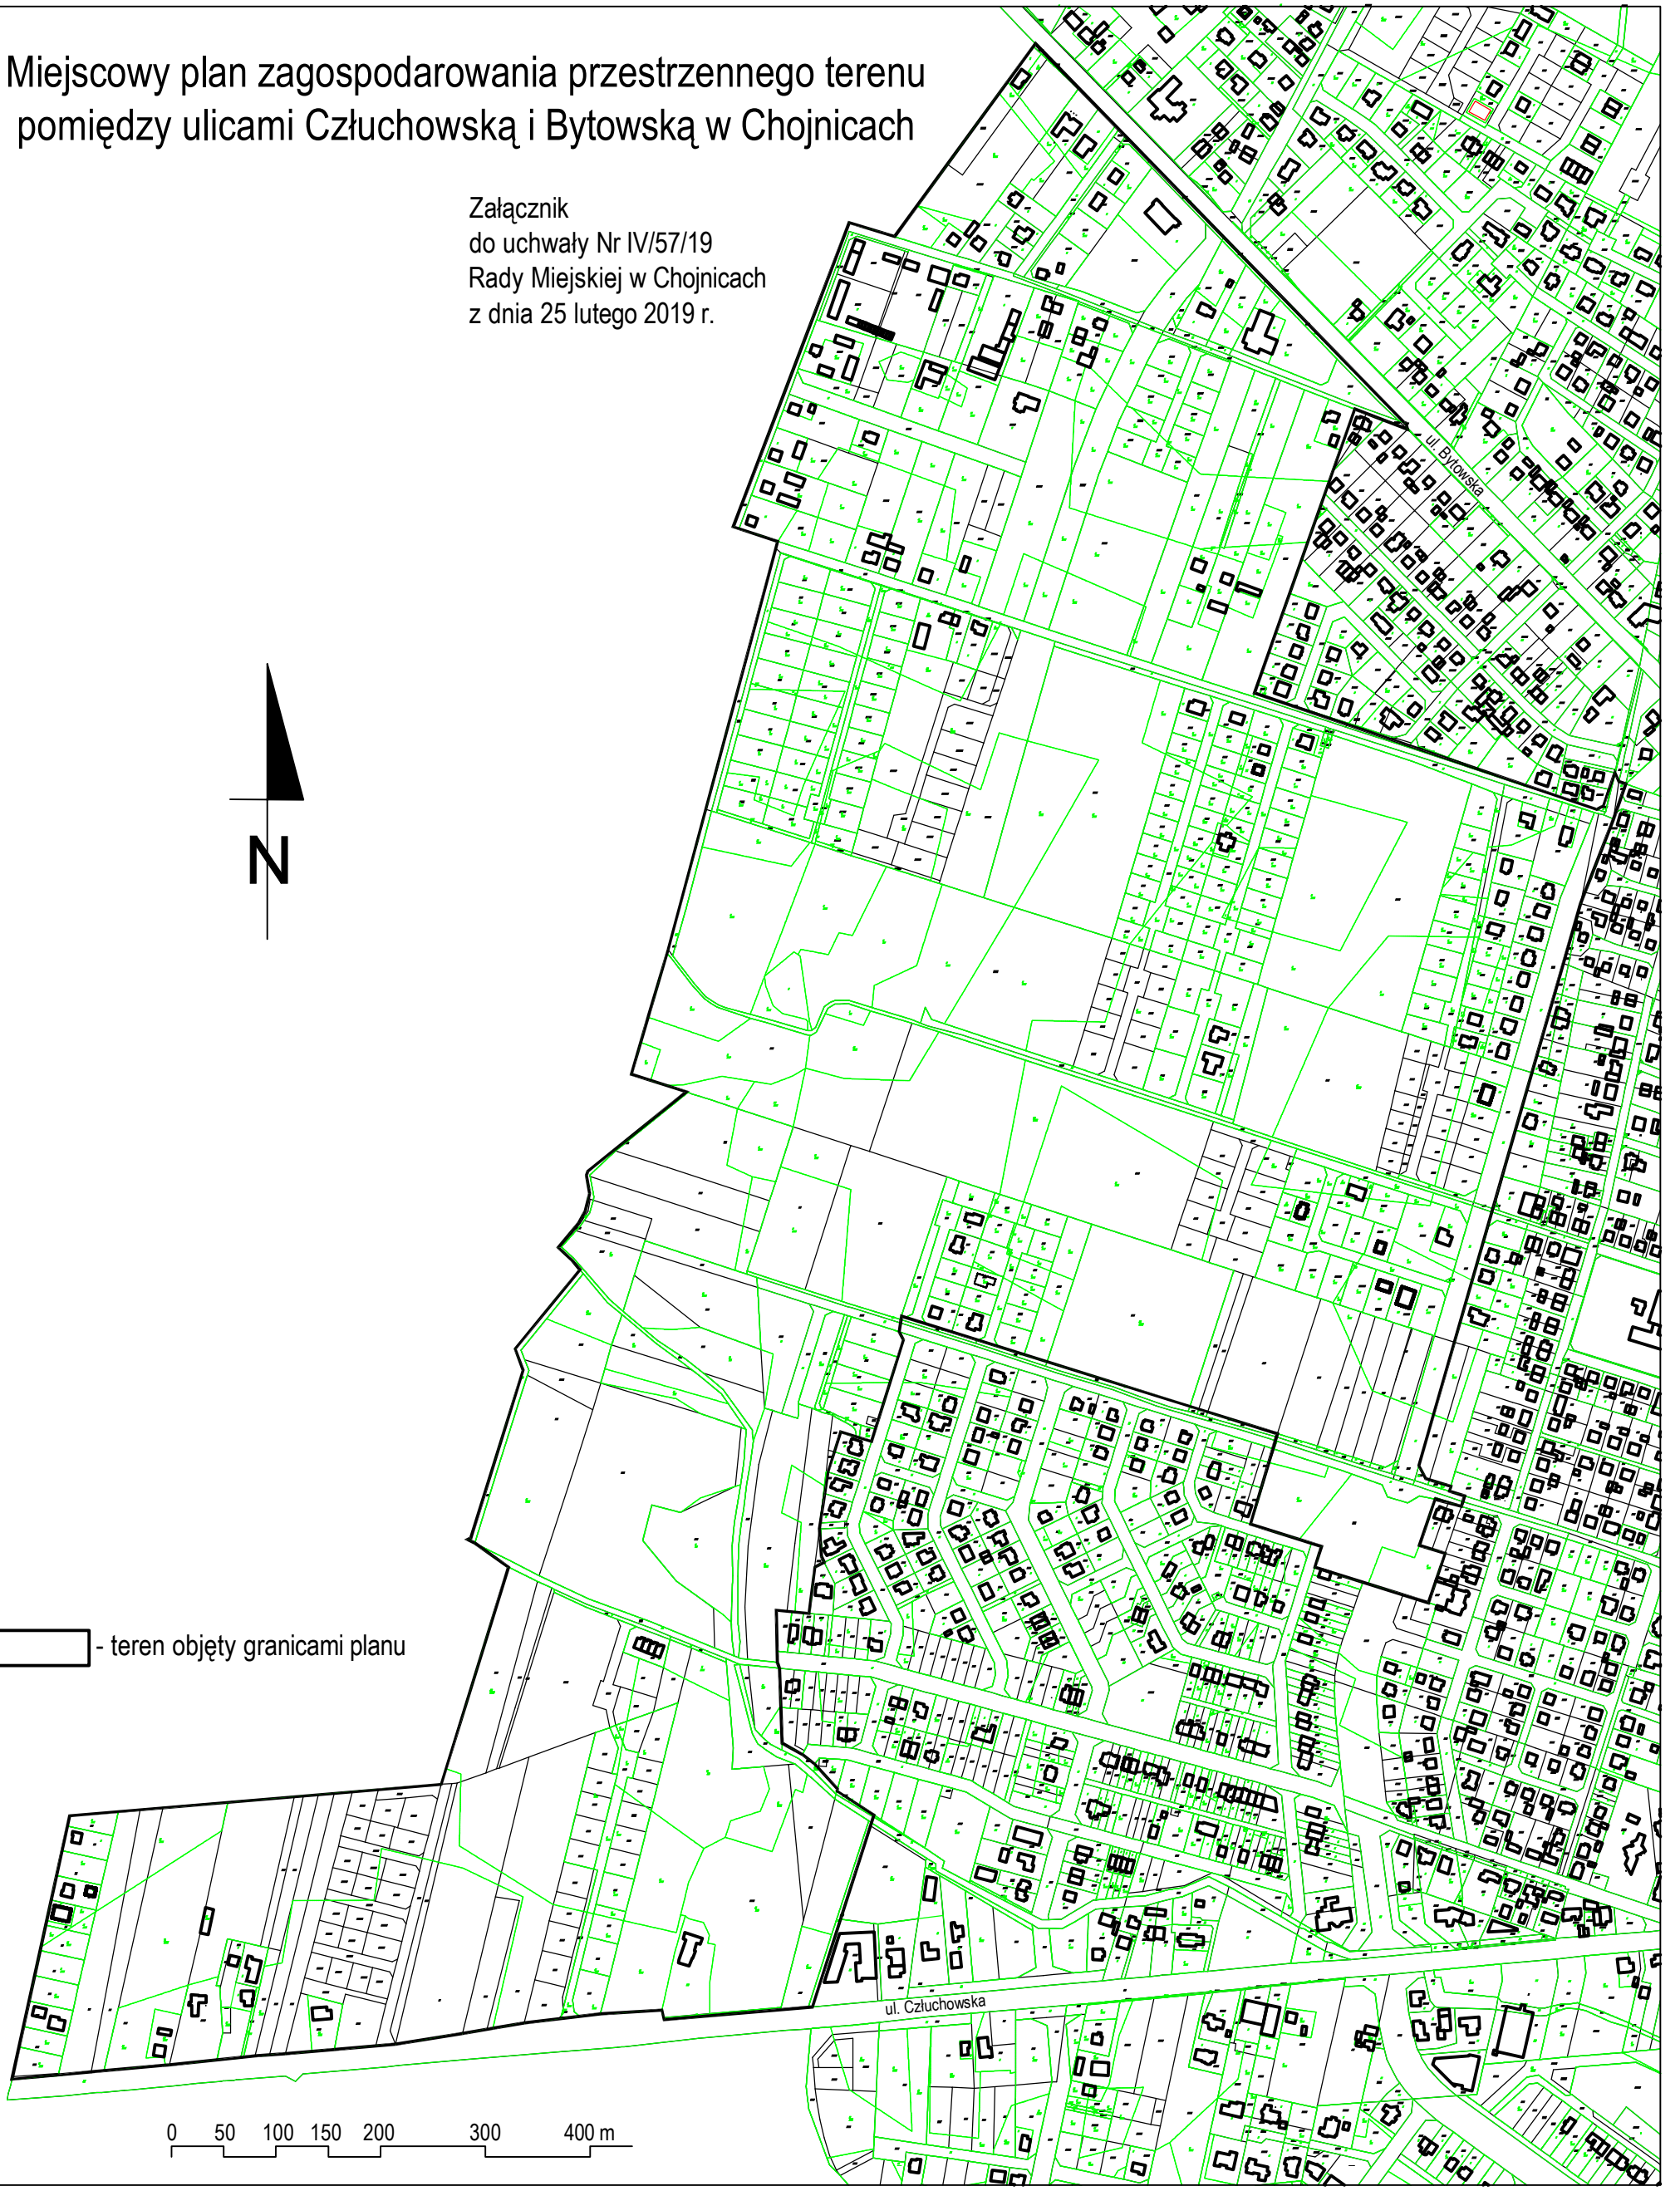 Miejscowy plan zagospodarowania przestrzennego terenu
pomiędzy ulicami Człuchowską i Bytowską w Chojnicach
Załącznik
do uchwały Nr IV/57/19
Rady Miejskiej w Chojnicach
z dnia 25 lutego 2019 r.
ul. Bytowska
N
- teren objęty granicami planu
ul. Człuchowska
0 50 100 150 200 300 400 m